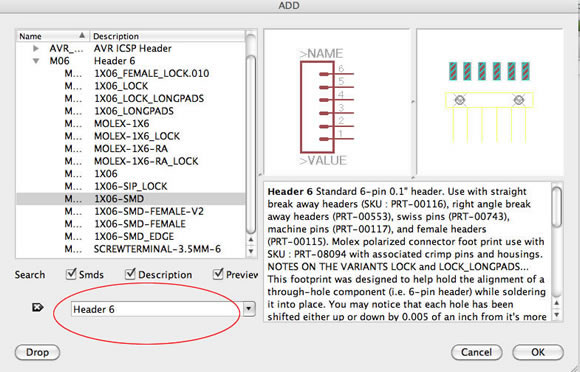 ADD
Name Description
AVR_... AVR ICSP Header
M06 Header 6
M... 1X06_FEMALE_LOCK.010
M... 1X06_LOCK
M... 1X06_LOCK_LONGPADS
M... 1X06_LONGPADS
M... MOLEX-1X6
M... MOLEX-1X6_LOCK
M... MOLEX-1X6-RA
M... MOLEX-1X6-RA_LOCK
M... 1X06
M... 1X06-SIP_LOCK
M... 1X06-SMD
M... 1X06-SMD-FEMALE-V2
M... 1X06-SMD-FEMALE
M... 1X06-SMD_EDGE
M... SCREWTERMINAL-3.5MM-6
Search Smds Description Preview
Header 6
Drop
>NAME
6
5
4
3
2
1
>VALUE
Header 6 Standard 6-pin 0.1" header. Use with straight
break away headers (SKU : PRT-00116), right angle break
away headers (PRT-00553), swiss pins (PRT-00743),
machine pins (PRT-00117), and female headers
(PRT-00115). Molex polarized connector foot print use with
SKU : PRT-08094 with associated crimp pins and housings.
NOTES ON THE VARIANTS LOCK and LOCK_LONGPADS...
This footprint was designed to help hold the alignment of a
through-hole component (i.e. 6-pin header) while soldering
it into place. You may notice that each hole has been
shifted either up or down by 0.005 of an inch from it's more
Cancel OK